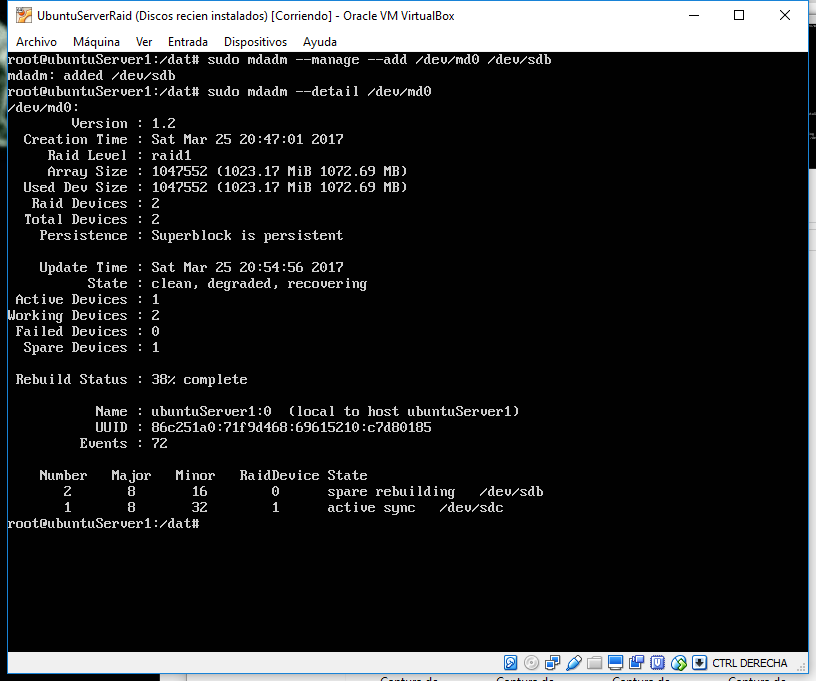 UbuntuServerRaid (Discos recien instalados) [Corriendo] - Oracle VM VirtualBox
Archivo Máquina Ver Entrada Dispositivos Ayuda
root@ubuntuServer1:/dat# sudo mdadm --manage --add /dev/md0 /dev/sdb
mdadm: added /dev/sdb
root@ubuntuServer1:/dat# sudo mdadm --detail /dev/md0
/dev/md0:
Version : 1.2
Creation Time : Sat Mar 25 20:47:01 2017
Raid Level : raid1
Array Size : 1047552 (1023.17 MiB 1072.69 MB)
Used Dev Size : 1047552 (1023.17 MiB 1072.69 MB)
Raid Devices : 2
Total Devices : 2
Persistence : Superblock is persistent
Update Time : Sat Mar 25 20:54:56 2017
State : clean, degraded, recovering
Active Devices : 1
Working Devices : 2
Failed Devices : 0
Spare Devices : 1
Rebuild Status : 38% complete
Name : ubuntuServer1:0 (local to host ubuntuServer1)
UUID : 86c251a0:71f9d468:69615210:c7d80185
Events : 72
Number Major Minor RaidDevice State
2 8 16 0 spare rebuilding /dev/sdb
1 8 32 1 active sync /dev/sdc
root@ubuntuServer1:/dat#
CTRL DERECHA